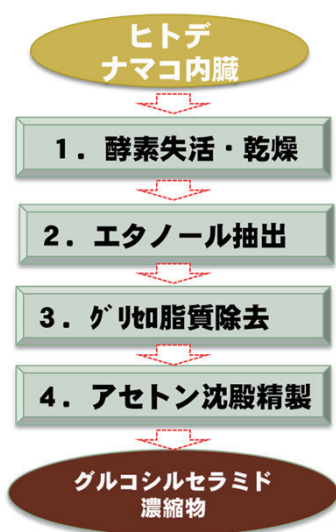 ヒトデ
ナマコ内臓
１．酵素失活・乾燥
２．エタノール抽出
３．グリセロ脂質除去
４．アセトン沈殿精製
グルコシルセラミド
濃縮物